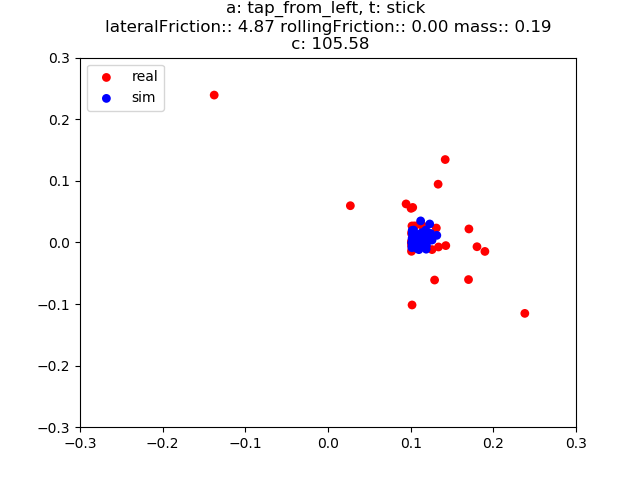 a: tap_from_left, t: stick
lateralFriction:: 4.87 rollingFriction:: 0.00 mass:: 0.19
c: 105.58
real
sim
0.3
0.2
0.1
0.0
−0.1
−0.2
−0.3
−0.3
−0.2
−0.1
0.0
0.1
0.2
0.3